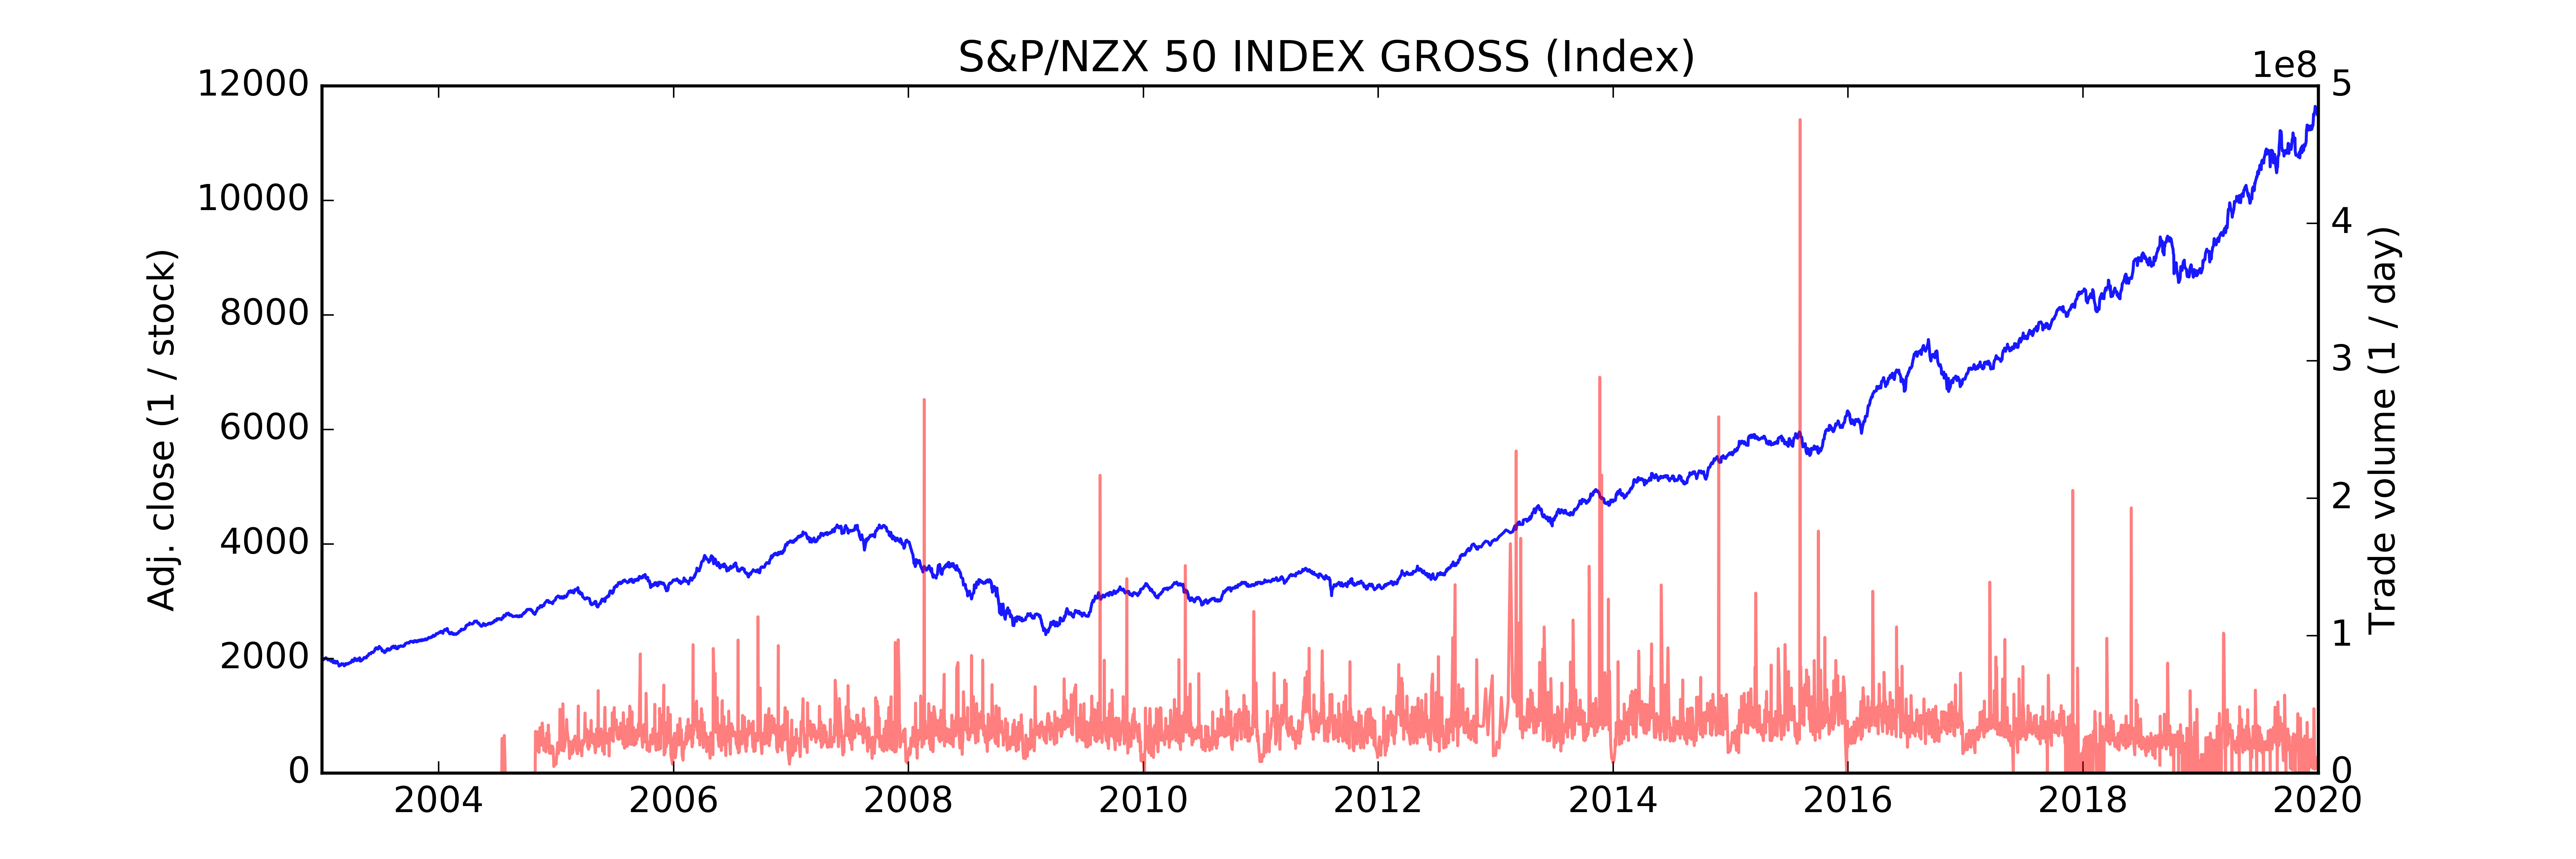 S&P/NZX 50 INDEX GROSS (Index)
1e8
Adj. close (1 / stock)
12000
10000
8000
6000
4000
2000
0
5
4
3
2
1
0
Trade volume (1 / day)
2004 2006 2008 2010 2012 2014 2016 2018 2020